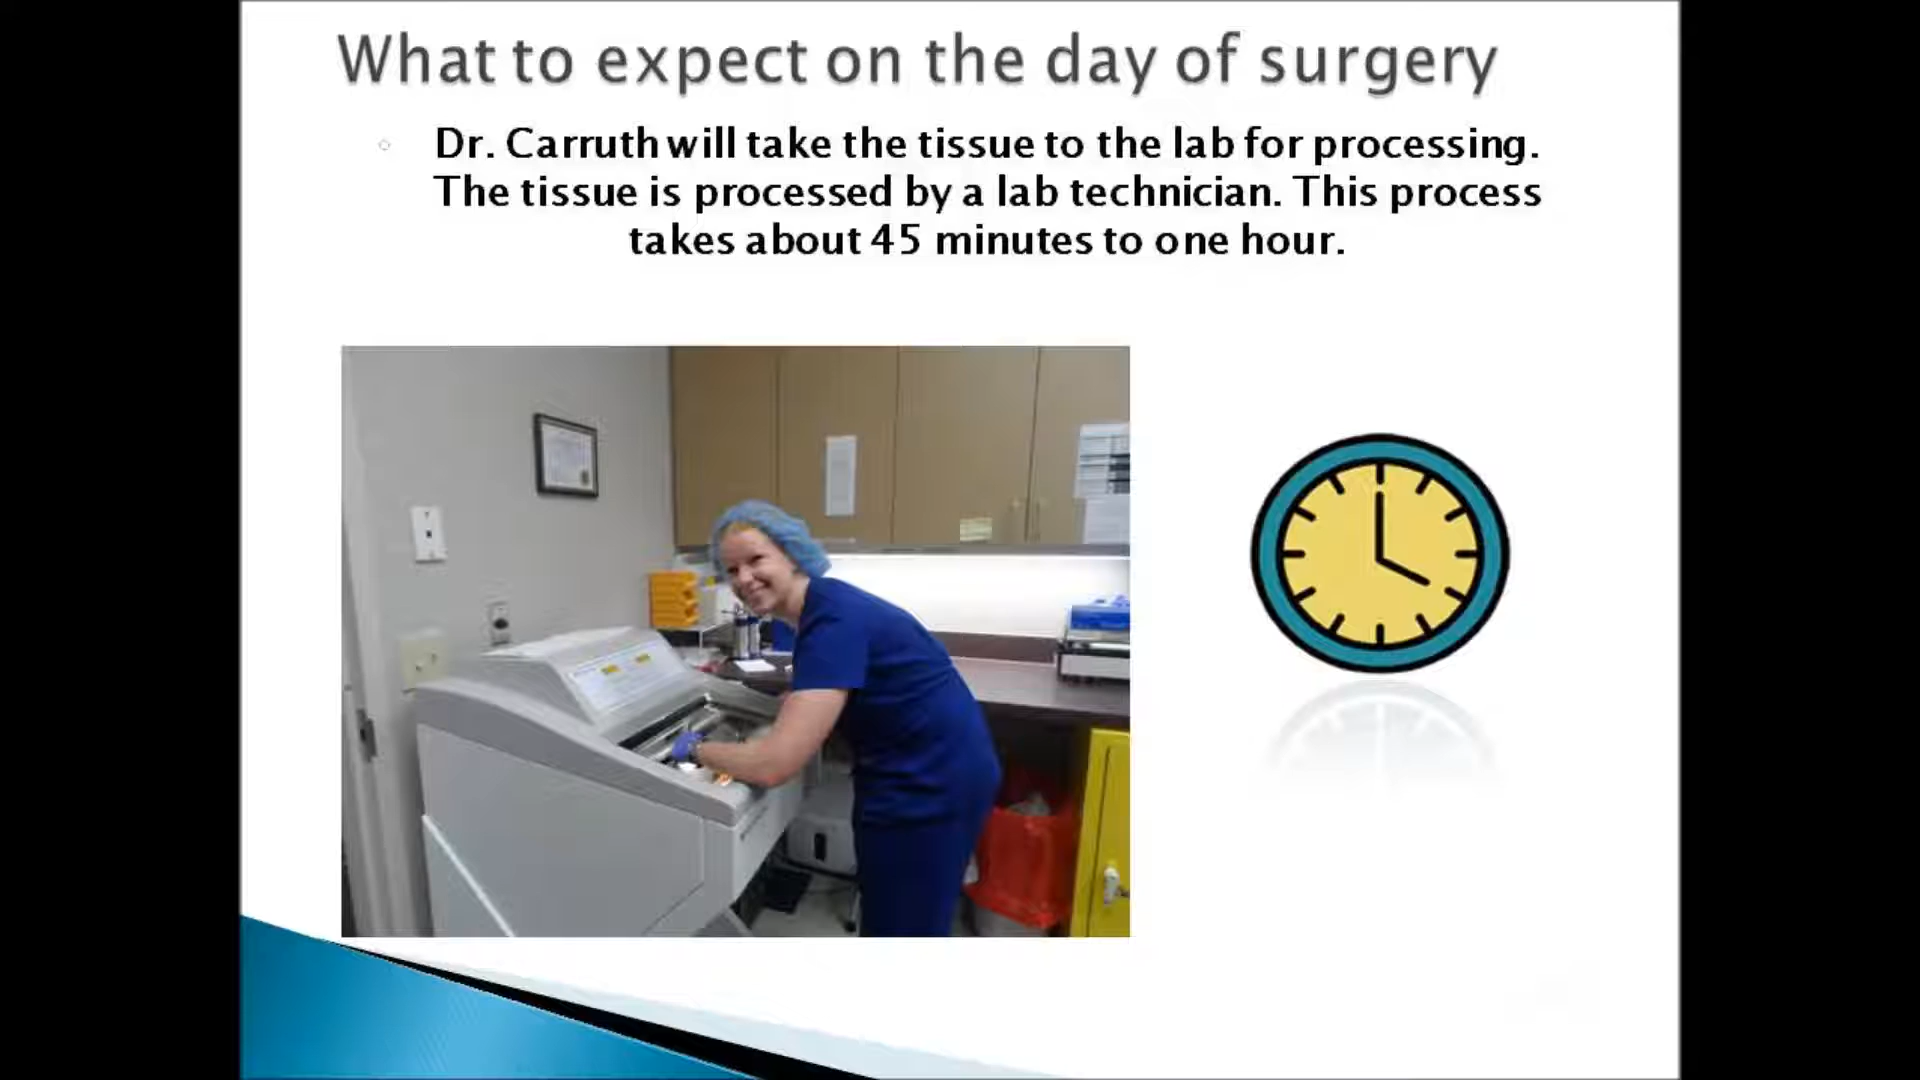 What to expect on the day of surgery
Dr. Carruth will take the tissue to the lab for processing.
The tissue is processed by a lab technician. This process
takes about 45 minutes to one hour.